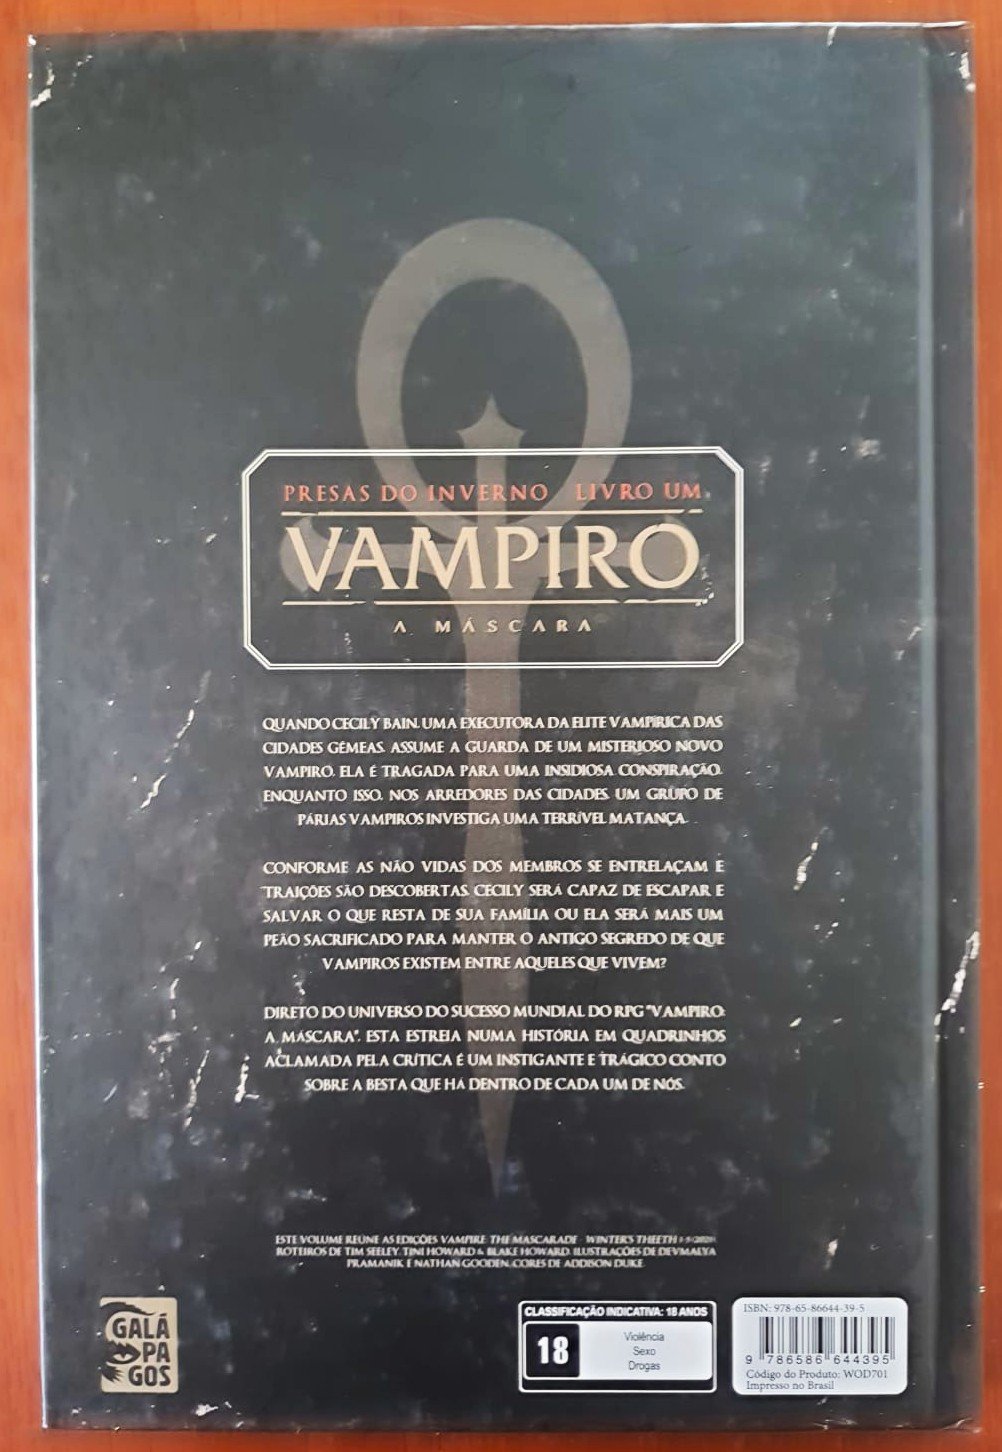 PRESAS DO INVERNO LIVRO UM
VAMPIRO
A MÁSCARA
QUANDO CECILY BAIN, UMA EXECUTORA DA ELITE VAMPÍRICA DAS
CIDADES GÊMEAS, ASSUME A GUARDA DE UM MISTERIOSO NOVO
VAMPIRO, ELA É TRAGADA PARA UMA INSIDIOSA CONSPIRAÇÃO.
ENQUANTO ISSO, NOS ARREDORES DAS CIDADES, UM GRUPO DE
PÁRIAS VAMPIROS INVESTIGA UMA TERRÍVEL MATANÇA.
CONFORME AS NÃO VIDAS DOS MEMBROS SE ENTRELAÇAM E
TRAIÇÕES SÃO DESCOBERTAS, CECILY SERÁ CAPAZ DE ESCAPAR E
SALVAR O QUE RESTA DE SUA FAMÍLIA OU ELA SERÁ MAIS UM
PEÃO SACRIFICADO PARA MANTER O ANTIGO SEGREDO DE QUE
VAMPIROS EXISTEM ENTRE AQUELES QUE VIVEM?
DIRETO DO UNIVERSO DO SUCESSO MUNDIAL DO RPG "VAMPIRO:
A MÁSCARA", ESTA ESTREIA NUMA HISTÓRIA EM QUADRINHOS
ACLAMADA PELA CRÍTICA É UM INSTIGANTE E TRÁGICO CONTO
SOBRE A BESTA QUE HÁ DENTRO DE CADA UM DE NÓS.
ESTE VOLUME REÚNE AS EDIÇÕES VAMPIRE: THE MASCARADE - WINTER'S THEETH 1-5 (2020)
ROTEIROS DE TIM SEELEY, TINI HOWARD & BLAKE HOWARD. ILUSTRAÇÕES DE DEVMALYA
PRAMANIK E NATHAN GOODEN. CORES DE ADDISON DUKE.
GALÁ
PA
GOS
CLASSIFICAÇÃO INDICATIVA: 18 ANOS
18
Violência
Sexo
Drogas
ISBN: 978-65-86644-39-5
9 786586 644395
Código do Produto: WOD701
Impresso no Brasil